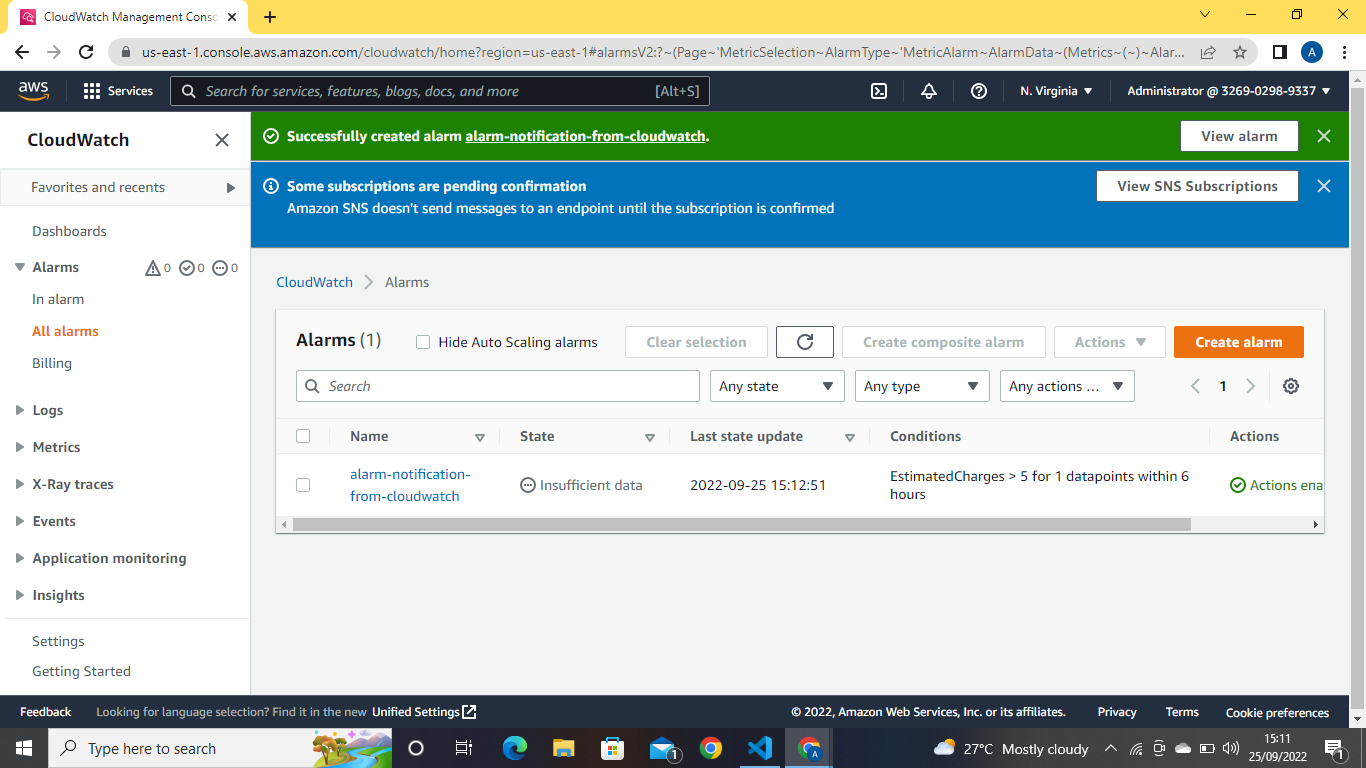 CloudWatch Management Conso
us-east-1.console.aws.amazon.com/cloudwatch/home?region=us-east-1#alarmsV2:?~(Page~'MetricSelection~AlarmType~'MetricAlarm~AlarmData~(Metrics~(~)~Alar...
A
aws
Services
Search for services, features, blogs, docs, and more
[Alt+S]
N. Virginia
Administrator @ 3269-0298-9337
CloudWatch
Favorites and recents
Dashboards
Alarms
0
0
0
In alarm
All alarms
Billing
Logs
Metrics
X-Ray traces
Events
Application monitoring
Insights
Settings
Getting Started
Successfully created alarm alarm-notification-from-cloudwatch.
View alarm
Some subscriptions are pending confirmation
Amazon SNS doesn't send messages to an endpoint until the subscription is confirmed
View SNS Subscriptions
CloudWatch
Alarms
Alarms (1)
Hide Auto Scaling alarms
Clear selection
Create composite alarm
Actions
Create alarm
Search
Any state
Any type
Any actions ...
1
Name
State
Last state update
Conditions
Actions
alarm-notification-
from-cloudwatch
Insufficient data
2022-09-25 15:12:51
EstimatedCharges > 5 for 1 datapoints within 6
hours
Actions ena
Feedback
Looking for language selection? Find it in the new Unified Settings
© 2022, Amazon Web Services, Inc. or its affiliates.
Privacy
Terms
Cookie preferences
Type here to search
1
A
27°C Mostly cloudy
15:11
25/09/2022
1